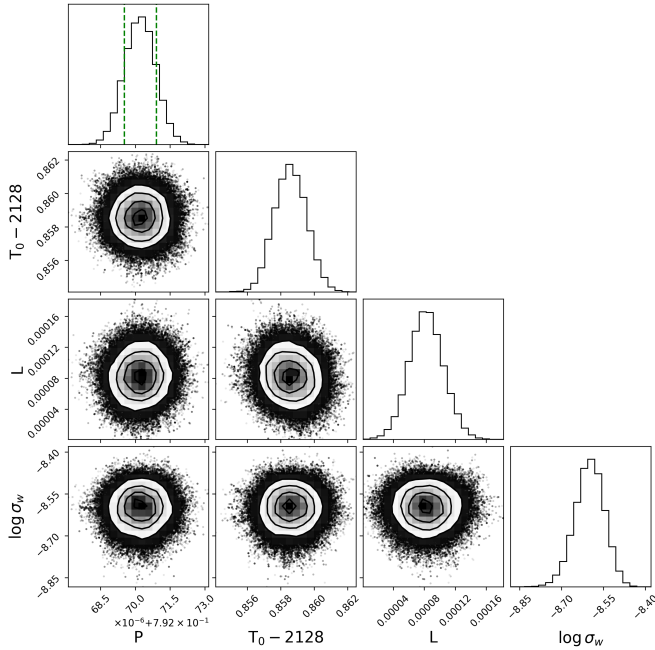 0.862
0.860
0.858
0.856
T₀ − 2128
0.00016
0.00012
0.00008
0.00004
L
−8.40
−8.55
−8.70
−8.85
log σ_w
68.5 70.0 71.5 73.0
×10⁻⁶+7.92 × 10⁻¹
P
0.856 0.858 0.860 0.862
T₀ − 2128
0.00004 0.00008 0.00012 0.00016
L
−8.85 −8.70 −8.55 −8.40
log σ_w